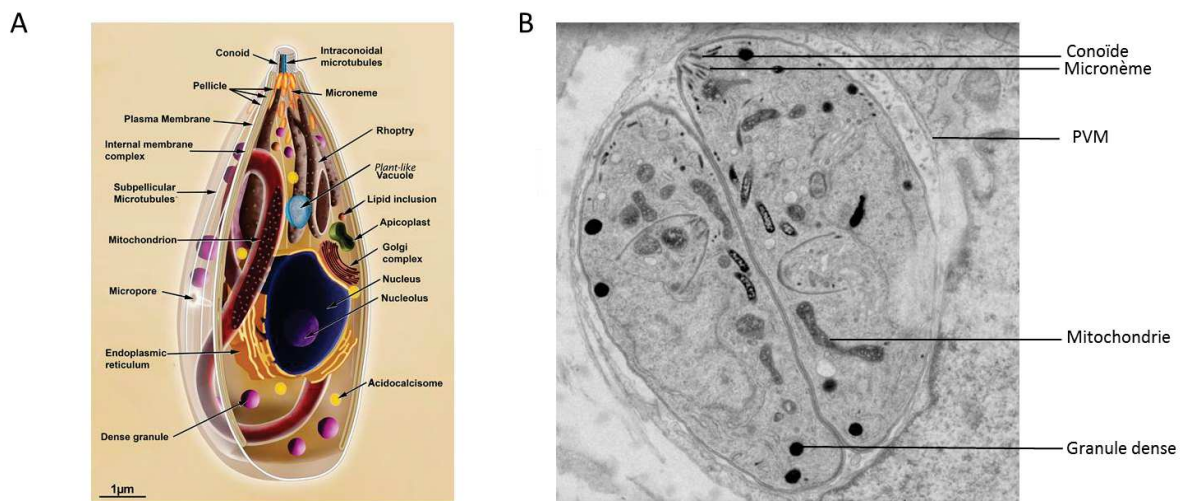 A
Conoid
Intraconoidal
microtubules
Pellicle
Microneme
Plasma Membrane
Rhoptry
Internal membrane
complex
Plant-like
Vacuole
Subpellicular
Microtubules
Lipid inclusion
Apicoplast
Mitochondrion
Golgi
complex
Nucleus
Micropore
Nucleolus
Endoplasmic
reticulum
Acidocalcisome
Dense granule
1µm
B
Conoïde
Micronème
PVM
Mitochondrie
Granule dense